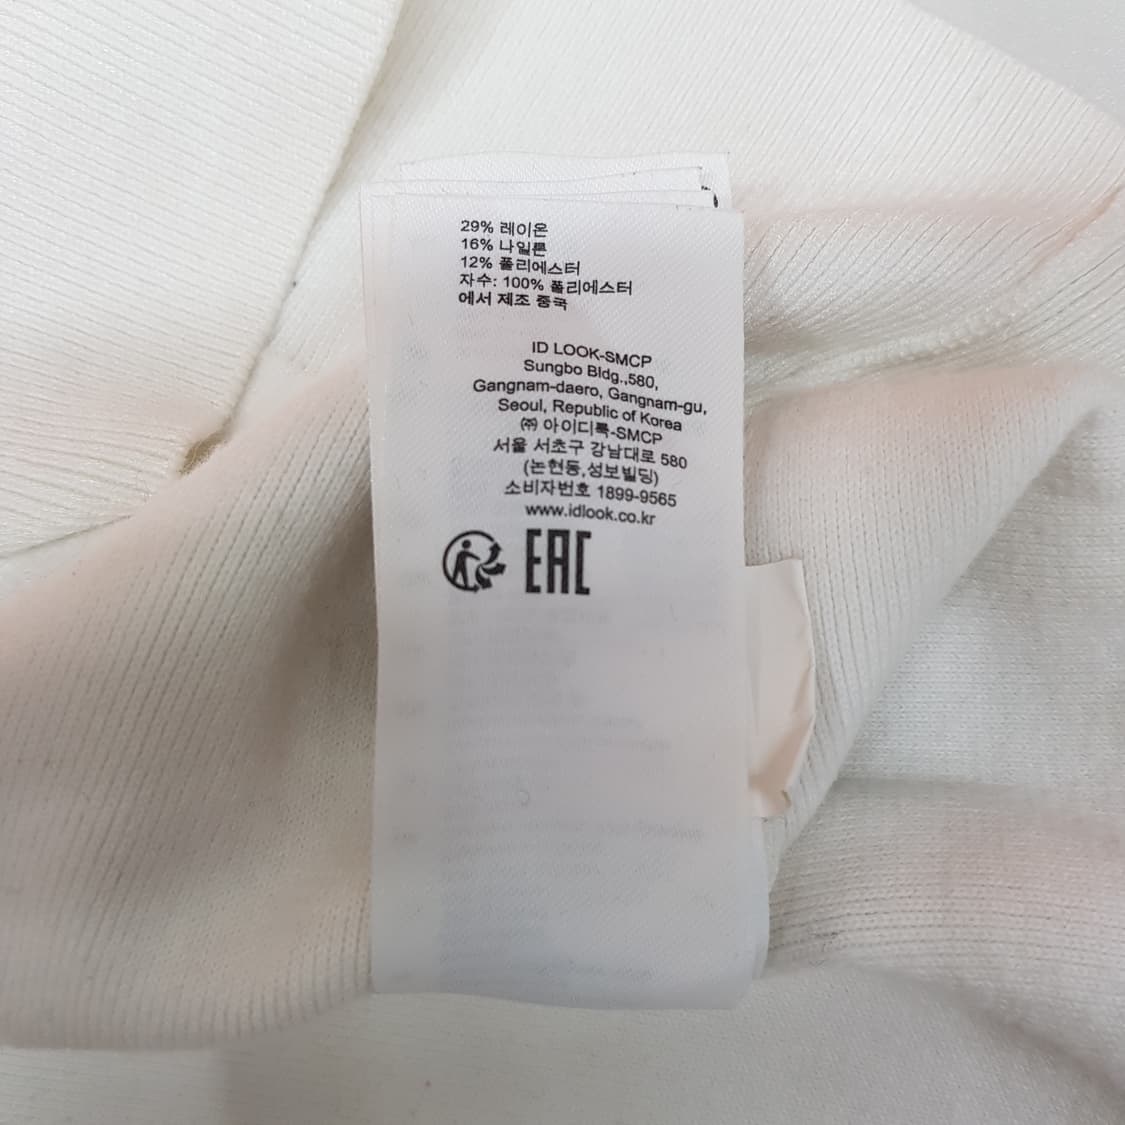 29% 레이온
16% 나일론
12% 폴리에스터
자수: 100% 폴리에스터
에서 제조 중국
ID LOOK-SMCP
Sungbo Bldg.,580,
Gangnam-daero, Gangnam-gu,
Seoul, Republic of Korea
㈜ 아이디룩-SMCP
서울 서초구 강남대로 580
(논현동,성보빌딩)
소비자번호 1899-9565
www.idlook.co.kr
EAC